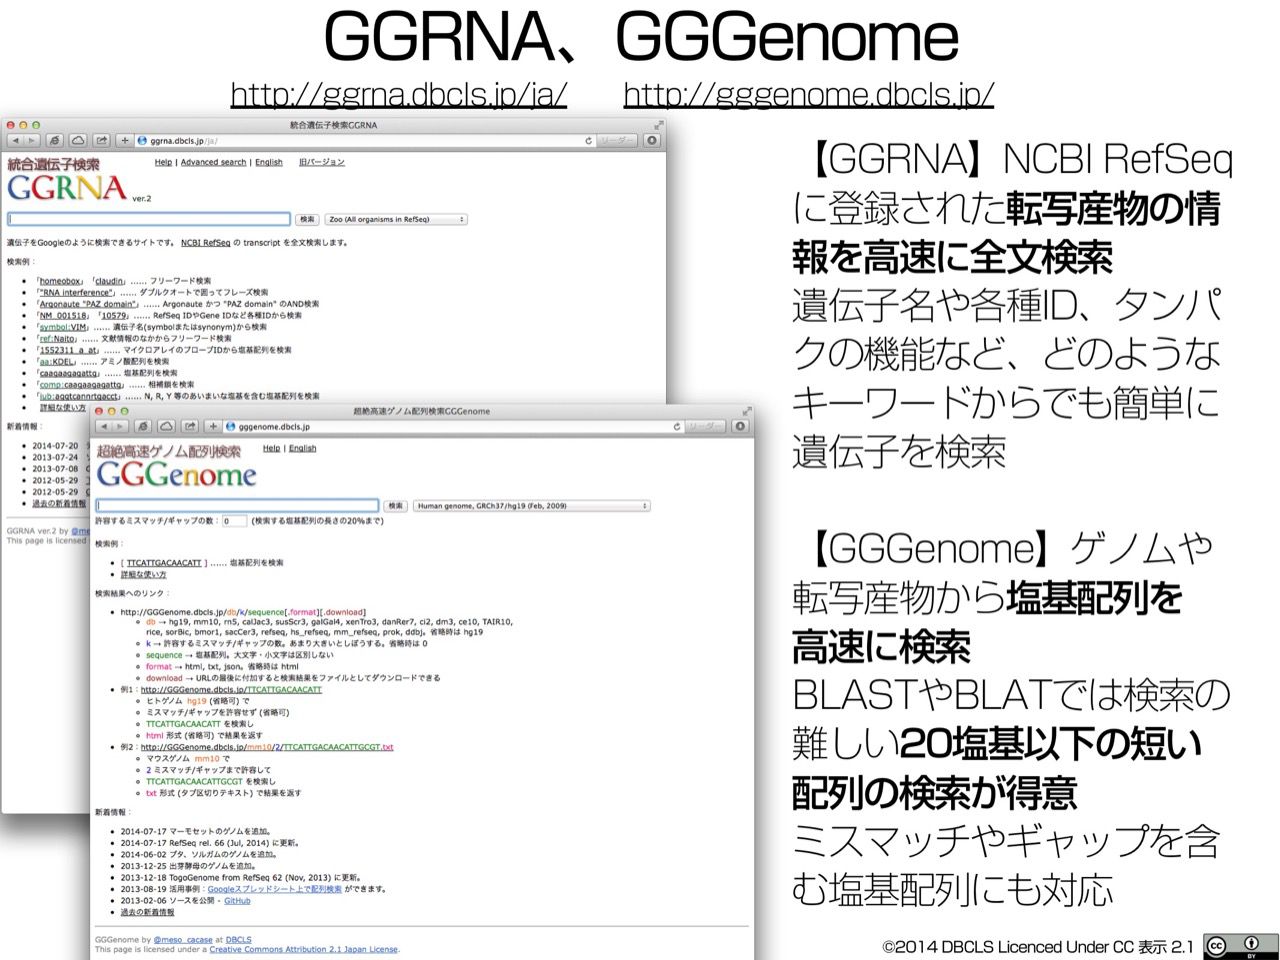 GGRNA、GGGenome
http://ggrna.dbcls.jp/ja/ http://gggenome.dbcls.jp/
統合遺伝子検索GGRNA
ggrna.dbcls.jp/ja/
リーダー
統合遺伝子検索
GGRNA ver.2
Help | Advanced search | English 旧バージョン
検索 Zoo (All organisms in RefSeq)
遺伝子をGoogleのように検索できるサイトです。 NCBI RefSeq の transcript を全文検索します。
検索例：
• 「homeobox」「claudin」...... フリーワード検索
• 「"RNA interference"」...... ダブルクオートで囲ってフレーズ検索
• 「Argonaute "PAZ domain"」...... Argonaute かつ "PAZ domain" のAND検索
• 「NM_001518」「10579」...... RefSeq IDやGene IDなど各種IDから検索
• 「symbol:VIM」...... 遺伝子名(symbolまたはsynonym)から検索
• 「ref:Naito」...... 文献情報のなかからフリーワード検索
• 「1552311_a_at」...... マイクロアレイのプローブIDから塩基配列を検索
• 「aa:KDEL」...... アミノ酸配列を検索
• 「caagaagagattg」...... 塩基配列を検索
• 「comp:caagaagagattg」...... 相補鎖を検索
• 「iub:aggtcannrtgacct」...... N, R, Y 等のあいまいな塩基を含む塩基配列を検索
• 詳細な使い方
新着情報：
• 2014-07-20
• 2013-07-24
• 2013-07-08
• 2012-05-29
• 2012-05-29
• 過去の新着情報
GGRNA ver.2 by @me
This page is licensed
超絶高速ゲノム配列検索GGGenome
gggenome.dbcls.jp
リーダー
超絶高速ゲノム配列検索
GGGenome
Help | English
検索 Human genome, GRCh37/hg19 (Feb, 2009)
許容するミスマッチ/ギャップの数： 0 (検索する塩基配列の長さの20%まで)
検索例：
• [ TTCATTGACAACATT ] ...... 塩基配列を検索
• 詳細な使い方
検索結果へのリンク：
• http://GGGenome.dbcls.jp/db/k/sequence[.format][.download]
db → hg19, mm10, rn5, calJac3, susScr3, galGal4, xenTro3, danRer7, ci2, dm3, ce10, TAIR10,
rice, sorBic, bmor1, sacCer3, refseq, hs_refseq, mm_refseq, prok, ddbj. 省略時は hg19
k → 許容するミスマッチ/ギャップの数。あまり大きいとしぼうする。省略時は 0
sequence → 塩基配列。大文字・小文字は区別しない
format → html, txt, json。省略時は html
download → URLの最後に付加すると検索結果をファイルとしてダウンロードできる
• 例1：http://GGGenome.dbcls.jp/TTCATTGACAACATT
ヒトゲノム hg19 (省略可) で
ミスマッチ/ギャップを許容せず (省略可)
TTCATTGACAACATT を検索し
html 形式 (省略可) で結果を返す
• 例2：http://GGGenome.dbcls.jp/mm10/2/TTCATTGACAACATTGCGT.txt
マウスゲノム mm10 で
2 ミスマッチ/ギャップまで許容して
TTCATTGACAACATTGCGT を検索し
txt 形式 (タブ区切りテキスト) で結果を返す
新着情報：
• 2014-07-17 マーモセットのゲノムを追加。
• 2014-07-17 RefSeq rel. 66 (Jul, 2014) に更新。
• 2014-06-02 ブタ、ソルガムのゲノムを追加。
• 2013-12-25 出芽酵母のゲノムを追加。
• 2013-12-18 TogoGenome from RefSeq 62 (Nov, 2013) に更新。
• 2013-08-19 活用事例：Googleスプレッドシート上で配列検索 ができます。
• 2013-02-06 ソースを公開 - GitHub
• 過去の新着情報
GGGenome by @meso_cacase at DBCLS
This page is licensed under a Creative Commons Attribution 2.1 Japan License.
【GGRNA】NCBI RefSeq
に登録された転写産物の情
報を高速に全文検索
遺伝子名や各種ID、タンパ
クの機能など、どのような
キーワードからでも簡単に
遺伝子を検索
【GGGenome】ゲノムや
転写産物から塩基配列を
高速に検索
BLASTやBLATでは検索の
難しい20塩基以下の短い
配列の検索が得意
ミスマッチやギャップを含
む塩基配列にも対応
©2014 DBCLS Licenced Under CC 表示 2.1
cc BY